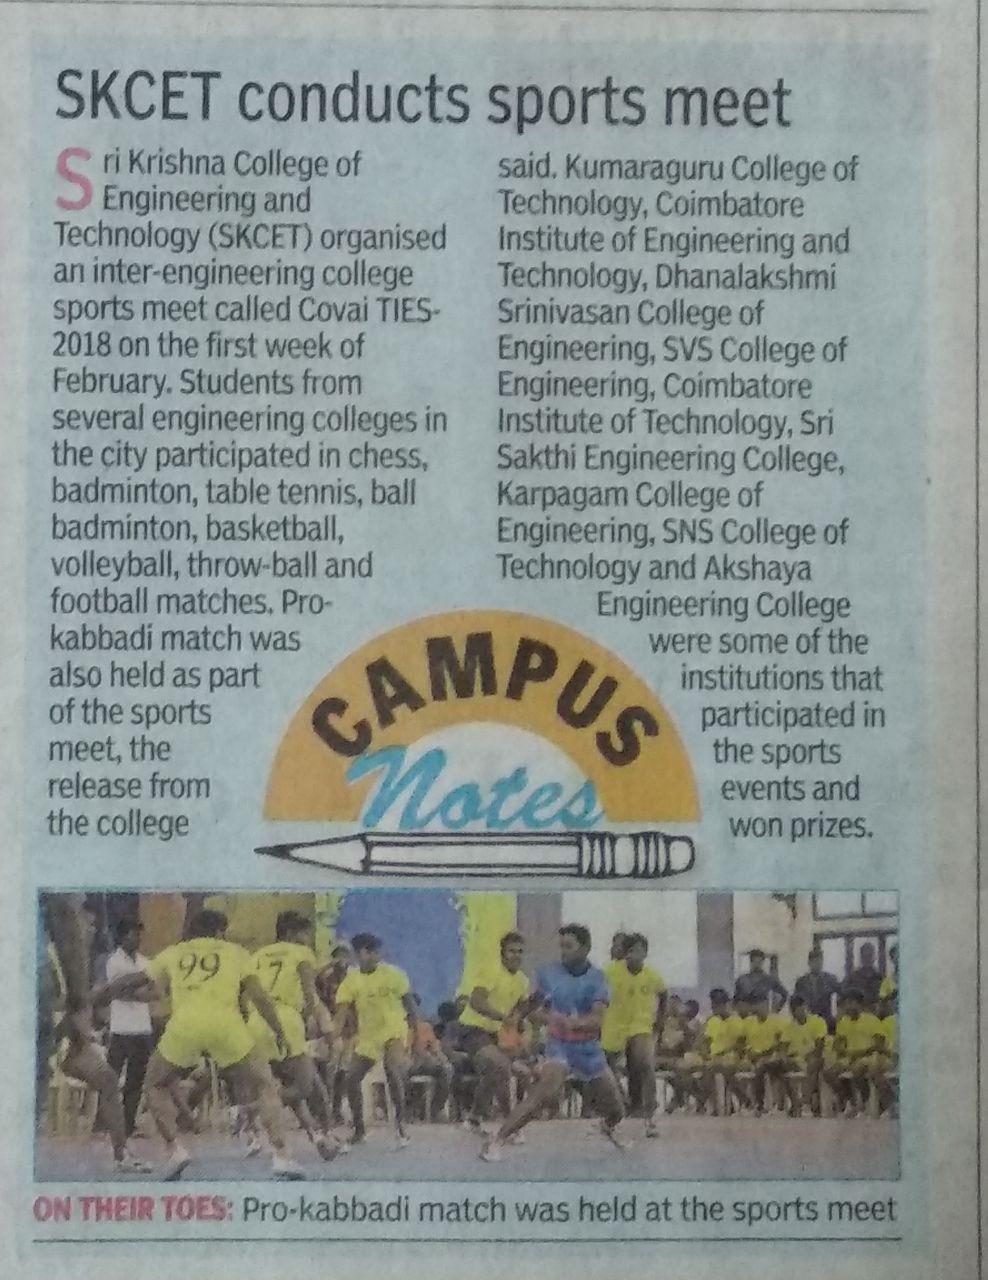 SKCET conducts sports meet
Sri Krishna College of
Engineering and
Technology (SKCET) organised
an inter-engineering college
sports meet called Covai TIES-
2018 on the first week of
February. Students from
several engineering colleges in
the city participated in chess,
badminton, table tennis, ball
badminton, basketball,
volleyball, throw-ball and
football matches. Pro-
kabbadi match was
also held as part
of the sports
meet, the
release from
the college
said. Kumaraguru College of
Technology, Coimbatore
Institute of Engineering and
Technology, Dhanalakshmi
Srinivasan College of
Engineering, SVS College of
Engineering, Coimbatore
Institute of Technology, Sri
Sakthi Engineering College,
Karpagam College of
Engineering, SNS College of
Technology and Akshaya
Engineering College
were some of the
institutions that
participated in
the sports
events and
won prizes.
CAMPUS
Notes
99
7
ON THEIR TOES: Pro-kabbadi match was held at the sports meet